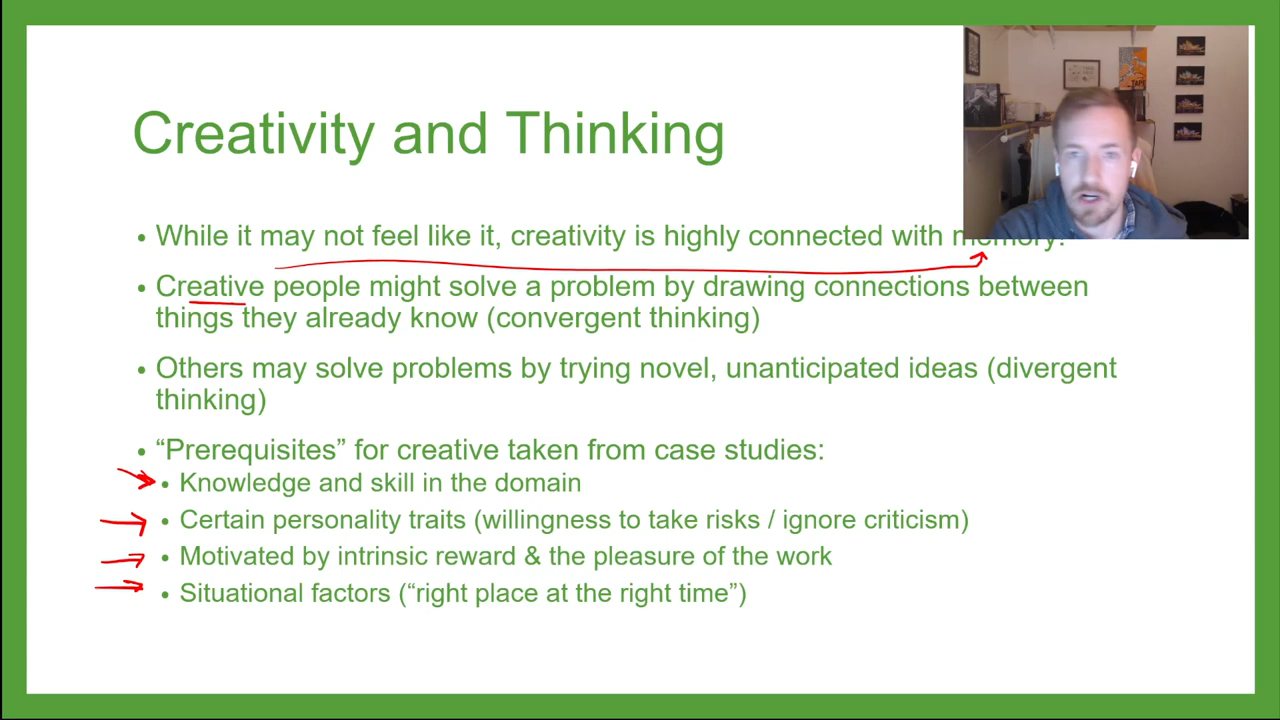 Creativity and Thinking
• While it may not feel like it, creativity is highly connected with memory!
• Creative people might solve a problem by drawing connections between
things they already know (convergent thinking)
• Others may solve problems by trying novel, unanticipated ideas (divergent
thinking)
• “Prerequisites” for creative taken from case studies:
• Knowledge and skill in the domain
• Certain personality traits (willingness to take risks / ignore criticism)
• Motivated by intrinsic reward & the pleasure of the work
• Situational factors (“right place at the right time”)
TAPE